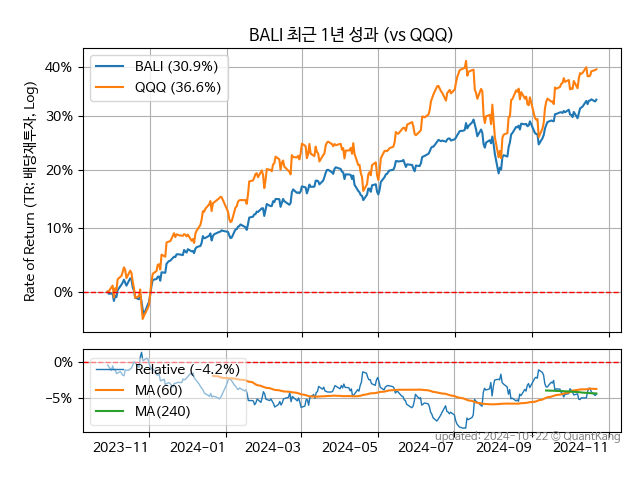 BALI 최근 1년 성과 (vs QQQ)
Rate of Return (TR: 배당재투자, Log)
40%
30%
20%
10%
0%
BALI (30.9%)
QQQ (36.6%)
0%
−5%
Relative (−4.2%)
MA(60)
MA(240)
2023-11 2024-01 2024-03 2024-05 2024-07 2024-09 2024-11
updated: 2024-10-22 © QuantKang